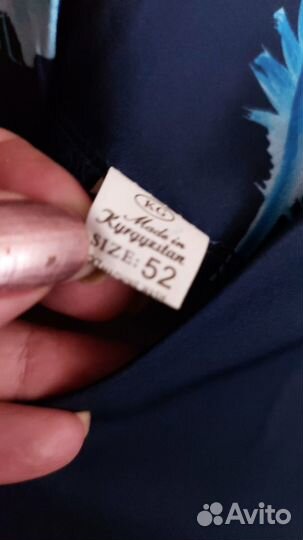 KG
Made in
Kyrgyzstan
SIZE: 52
Avito